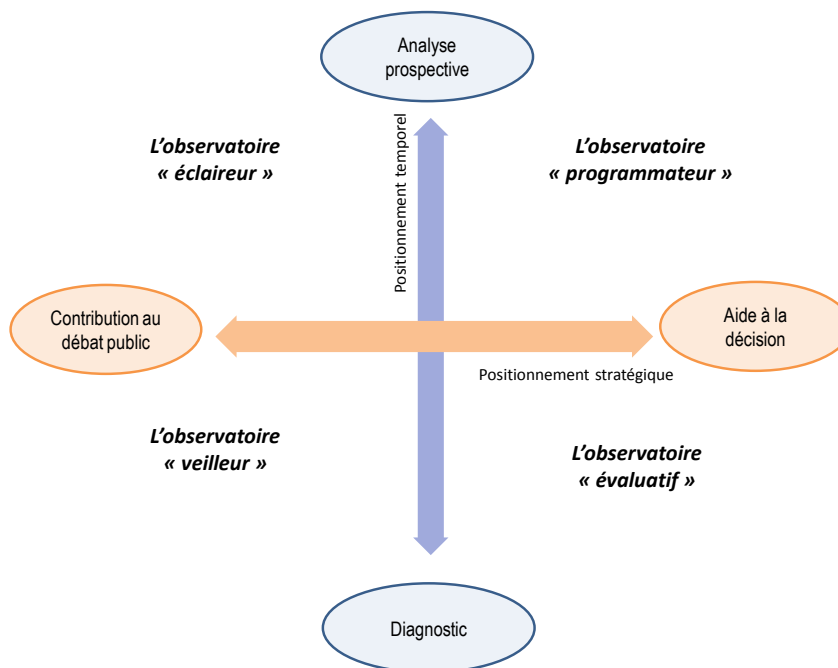 Analyse
prospective
Positionnement temporel
L’observatoire
« éclaireur »
L’observatoire
« programmateur »
Contribution au
débat public
Aide à la
décision
Positionnement stratégique
L’observatoire
« veilleur »
L’observatoire
« évaluatif »
Diagnostic